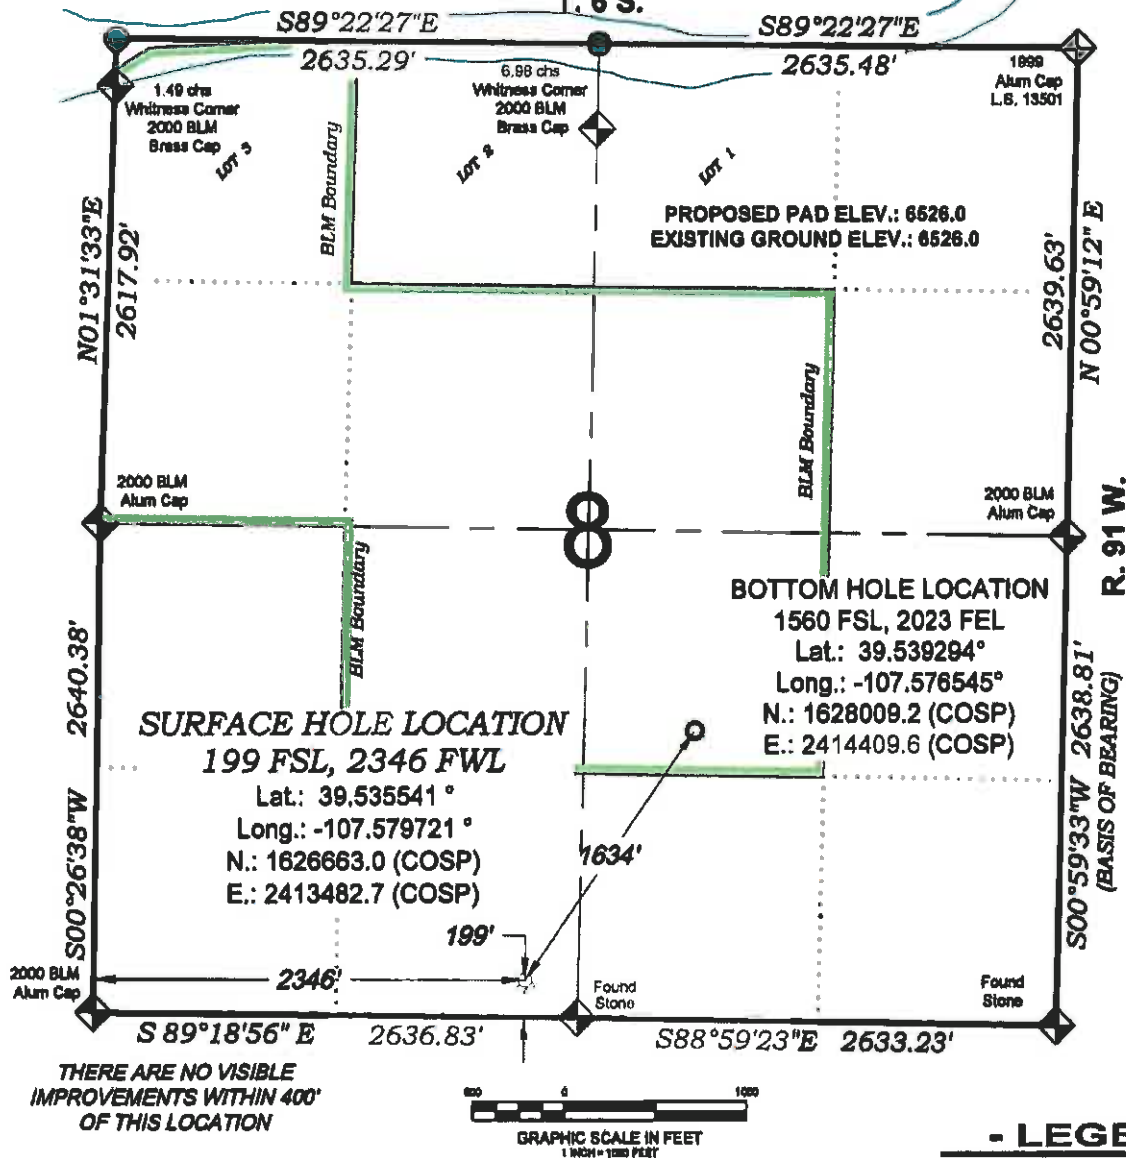 T. 6 S.
S89°22'27"E
2635.29'
S89°22'27"E
2635.48'
1.49 chs
Whitness Corner
2000 BLM
Brass Cap
6.98 chs
Whitness Corner
2000 BLM
Brass Cap
1999
Alum Cap
L.S. 13501
LOT 3
LOT 2
LOT 1
BLM Boundary
PROPOSED PAD ELEV.: 6526.0
EXISTING GROUND ELEV.: 6526.0
N01°31'33"E
2617.92'
2639.63'
N 00°59'12" E
BLM Boundary
2000 BLM
Alum Cap
8
2000 BLM
Alum Cap
R. 91 W.
BLM Boundary
BOTTOM HOLE LOCATION
1560 FSL, 2023 FEL
Lat.: 39.539294°
Long.: -107.576545°
N.: 1628009.2 (COSP)
E.: 2414409.6 (COSP)
SURFACE HOLE LOCATION
199 FSL, 2346 FWL
Lat.: 39.535541 °
Long.: -107.579721 °
N.: 1626663.0 (COSP)
E.: 2413482.7 (COSP)
S00°26'38"W 2640.38'
S00°59'33"W 2638.81'
(BASIS OF BEARING)
1634'
199'
2346'
2000 BLM
Alum Cap
Found
Stone
Found
Stone
S 89°18'56" E 2636.83'
S88°59'23"E 2633.23'
THERE ARE NO VISIBLE
IMPROVEMENTS WITHIN 400'
OF THIS LOCATION
0 1000
GRAPHIC SCALE IN FEET
1 INCH = 1000 FEET
- LEGE